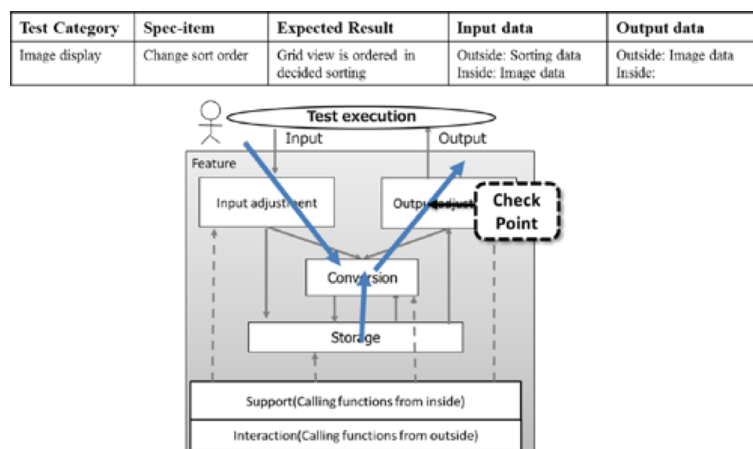 Test Category Spec-item Expected Result Input data Output data
Image display Change sort order Grid view is ordered in Outside: Sorting data Outside: Image data
decided sorting Inside: Image data Inside:
Test execution
Input Output
Feature
Input adjustment
Check
Point
Conversion
Storage
Support(Calling functions from inside)
Interaction(Calling functions from outside)